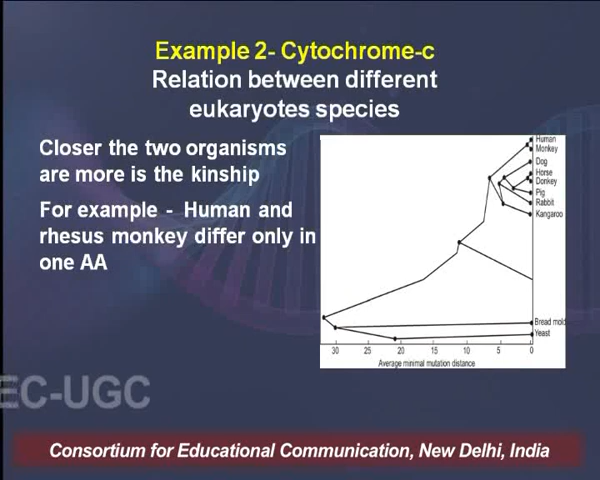 Example 2- Cytochrome-c
Relation between different
eukaryotes species
Closer the two organisms
are more is the kinship
For example - Human and
rhesus monkey differ only in
one AA
Human
Monkey
Dog
Horse
Donkey
Pig
Rabbit
Kangaroo
Bread mold
Yeast
30 25 20 15 10 5 0
Average minimal mutation distance
EC-UGC
Consortium for Educational Communication, New Delhi, India